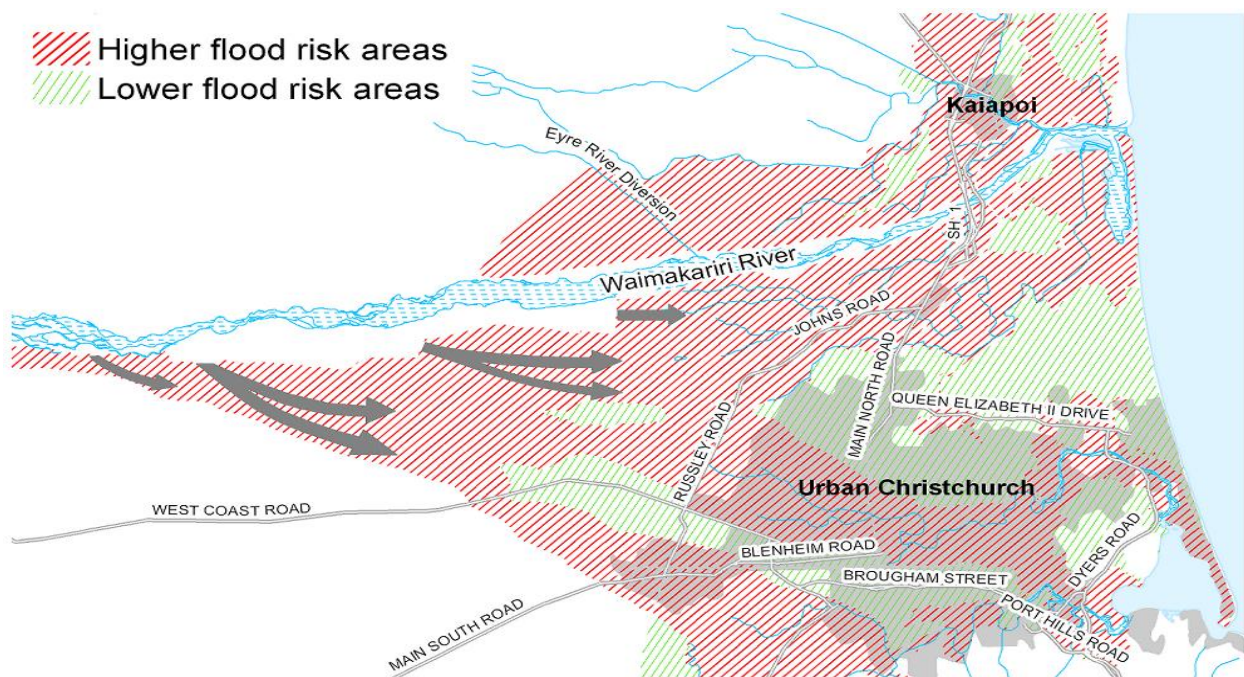 Higher flood risk areas
Lower flood risk areas
Kaiapoi
Eyre River Diversion
SH 1
Waimakariri River
JOHNS ROAD
MAIN NORTH ROAD
QUEEN ELIZABETH II DRIVE
RUSSLEY ROAD
Urban Christchurch
WEST COAST ROAD
BLENHEIM ROAD
DYERS ROAD
BROUGHAM STREET
PORT HILLS ROAD
MAIN SOUTH ROAD